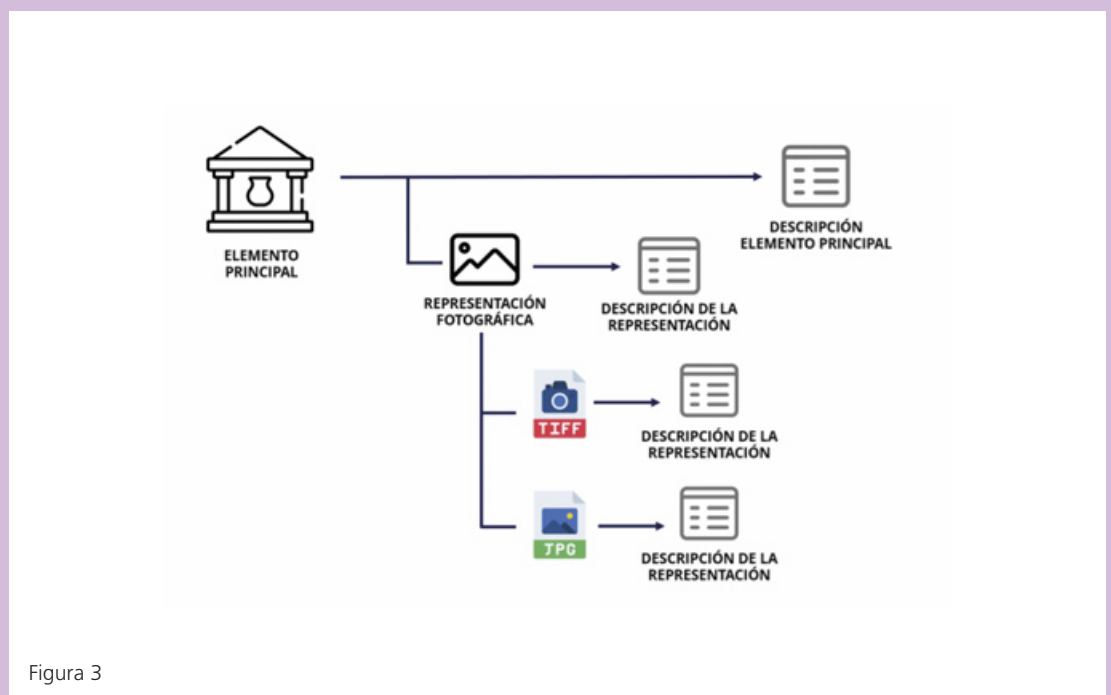 ELEMENTO
PRINCIPAL
DESCRIPCIÓN
ELEMENTO PRINCIPAL
REPRESENTACIÓN
FOTOGRÁFICA
DESCRIPCIÓN DE LA
REPRESENTACIÓN
TIFF
DESCRIPCIÓN DE LA
REPRESENTACIÓN
JPG
DESCRIPCIÓN DE LA
REPRESENTACIÓN
Figura 3